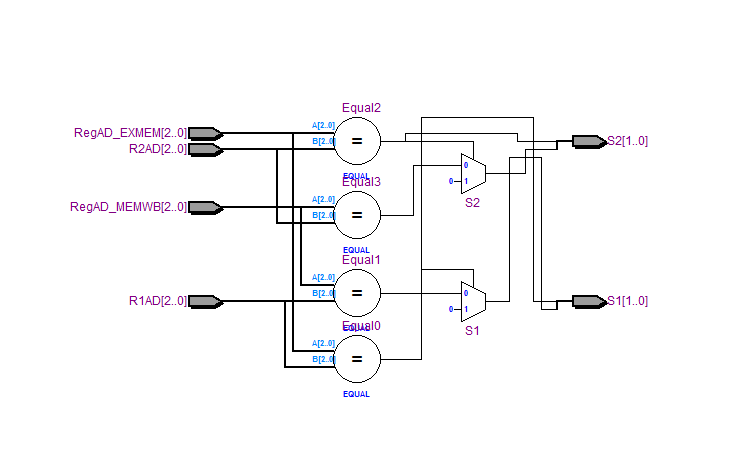 Equal2
RegAD_EXMEM[2..0]
A[2..0]
B[2..0]
=
R2AD[2..0]
EQUAL
0
0
1
S2
S2[1..0]
Equal3
RegAD_MEMWB[2..0]
A[2..0]
B[2..0]
=
EQUAL
Equal1
A[2..0]
B[2..0]
=
R1AD[2..0]
0
0
1
S1
S1[1..0]
EQUAL
Equal0
A[2..0]
B[2..0]
=
EQUAL